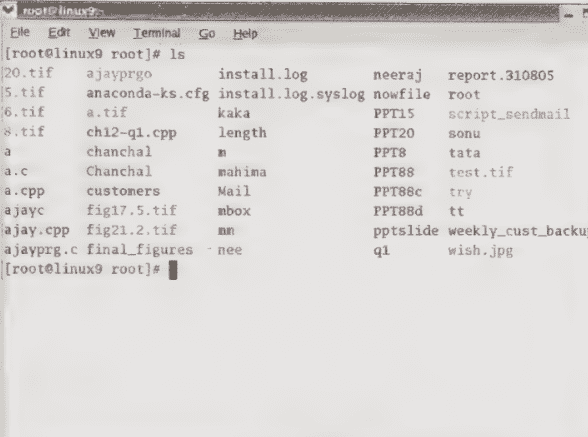 root@linux9:~
File Edit View Terminal Go Help
[root@linux9 root]# ls
20.tif ajayprgo install.log neeraj report.310805
5.tif anaconda-ks.cfg install.log.syslog nowfile root
6.tif a.tif kaka PPT15 script_sendmail
8.tif ch12-q1.cpp length PPT20 sonu
a chanchal m PPT8 tata
a.c Chanchal mahima PPT88 test.tif
a.cpp customers Mail PPT88c try
ajayc fig17.5.tif mbox PPT88d tt
ajay.cpp fig21.2.tif mm pptslide weekly_cust_backup
ajayprg.c final_figures nee q1 wish.jpg
[root@linux9 root]#